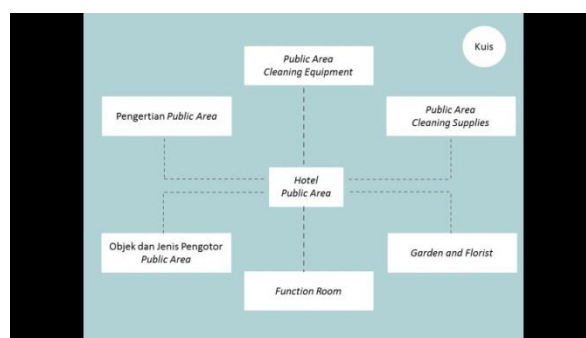 Kuis
Public Area
Cleaning Equipment
Pengertian Public Area
Public Area
Cleaning Supplies
Hotel
Public Area
Objek dan Jenis Pengotor
Public Area
Garden and Florist
Function Room